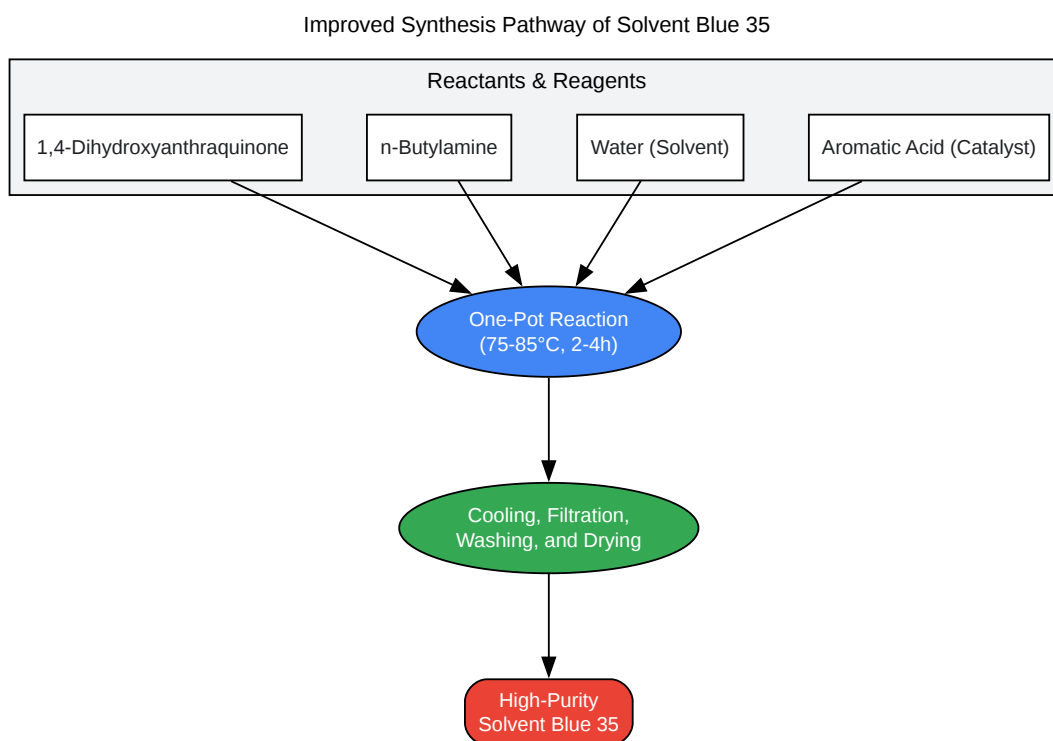 Improved Synthesis Pathway of Solvent Blue 35
Reactants & Reagents
1,4-Dihydroxyanthraquinone
n-Butylamine
Water (Solvent)
Aromatic Acid (Catalyst)
One-Pot Reaction
(75-85°C, 2-4h)
Cooling, Filtration,
Washing, and Drying
High-Purity
Solvent Blue 35